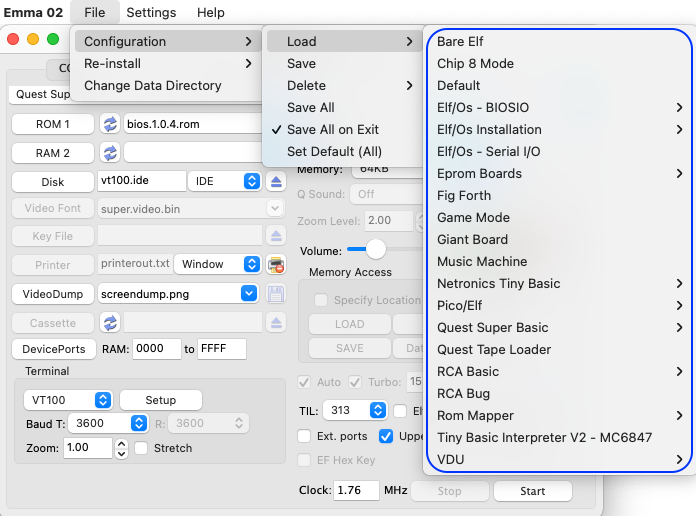 Emma 02 File Settings Help
Configuration
Re-install
Change Data Directory
Load
Save
Delete
Save All
Save All on Exit
Set Default (All)
Bare Elf
Chip 8 Mode
Default
Elf/Os - BIOSIO
Elf/Os Installation
Elf/Os - Serial I/O
Eprom Boards
Fig Forth
Game Mode
Giant Board
Music Machine
Netronics Tiny Basic
Pico/Elf
Quest Super Basic
Quest Tape Loader
RCA Basic
RCA Bug
Rom Mapper
Tiny Basic Interpreter V2 - MC6847
VDU
Quest Sup
ROM 1 bios.1.0.4.rom
RAM 2
Disk vt100.ide IDE
Video Font super.video.bin
Key File
Printer printerout.txt Window
VideoDump screendump.png
Cassette
DevicePorts RAM: 0000 to FFFF
Terminal
VT100 Setup
Baud T: 3600 R: 3600
Zoom: 1.00 Stretch
Memory: 64KB
Q Sound: Off
Zoom Level: 2.00
Volume:
Memory Access
Specify Location
LOAD
SAVE Dat
Auto Turbo: 15
TIL: 313 El
Ext. ports Uppe
EF Hex Key
Clock: 1.76 MHz Stop Start